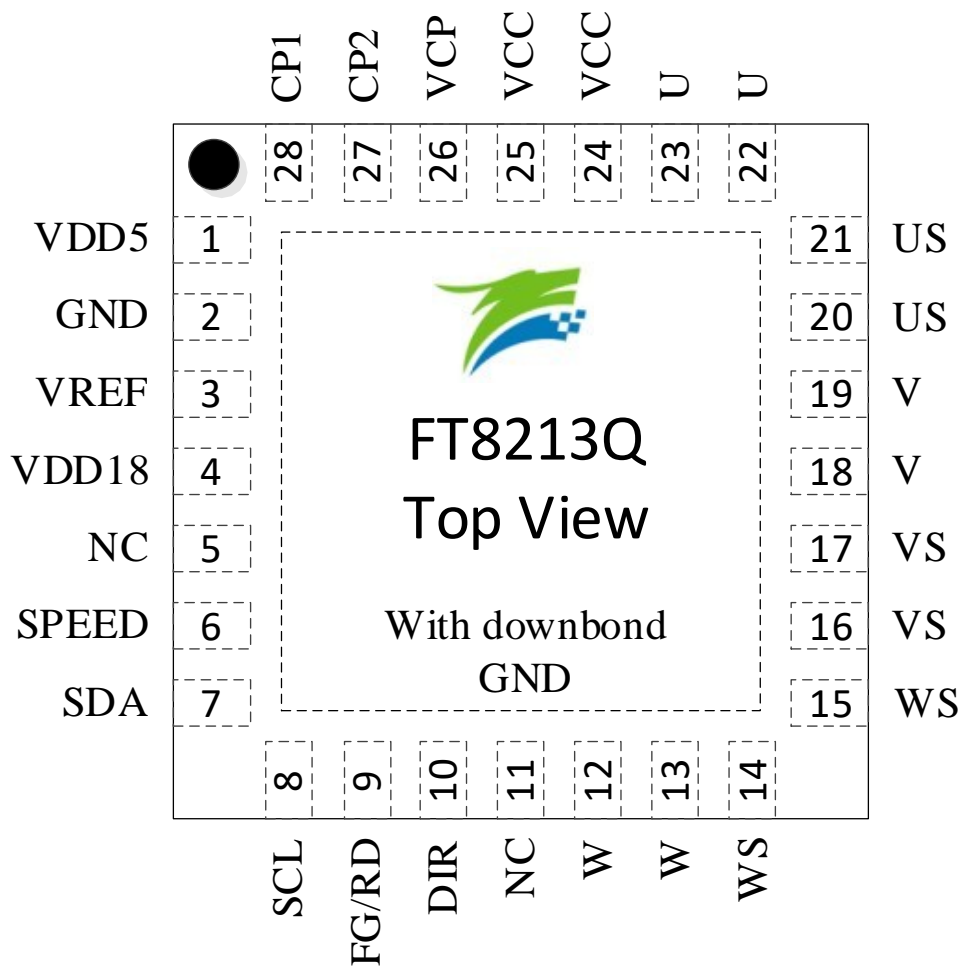 CP1 CP2 VCP VCC VCC U U
28 27 26 25 24 23 22
VDD5 1 21 US
GND 2 20 US
VREF 3 19 V
VDD18 4 18 V
NC 5 17 VS
SPEED 6 16 VS
SDA 7 15 WS
FT8213Q
Top View
With downbond
GND
8 9 10 11 12 13 14
SCL FG/RD DIR NC W W WS